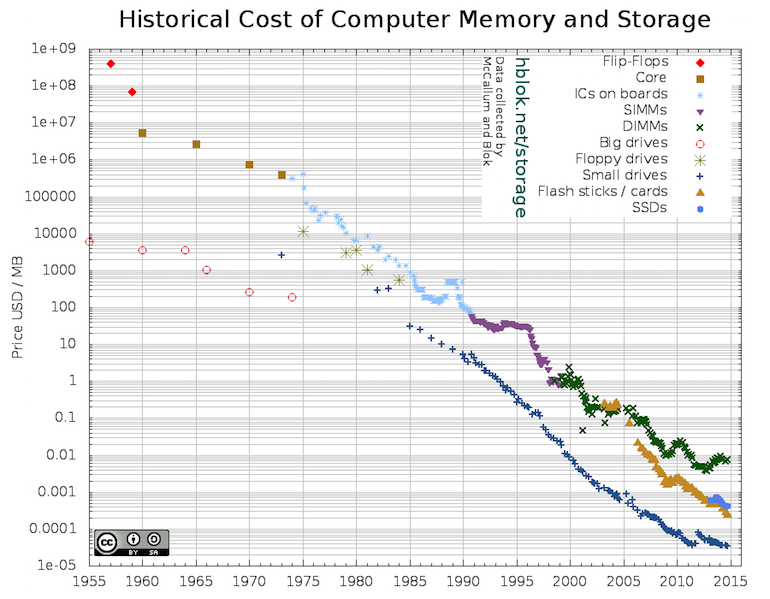 Historical Cost of Computer Memory and Storage
Price USD / MB
1e+09
1e+08
1e+07
1e+06
100000
10000
1000
100
10
1
0.1
0.01
0.001
0.0001
1e-05
1955 1960 1965 1970 1975 1980 1985 1990 1995 2000 2005 2010 2015
hblok.net/storage
Data collected by
McCallum and Blok
Flip-Flops
Core
ICs on boards
SIMMs
DIMMs
Big drives
Floppy drives
Small drives
Flash sticks / cards
SSDs
cc
BY SA